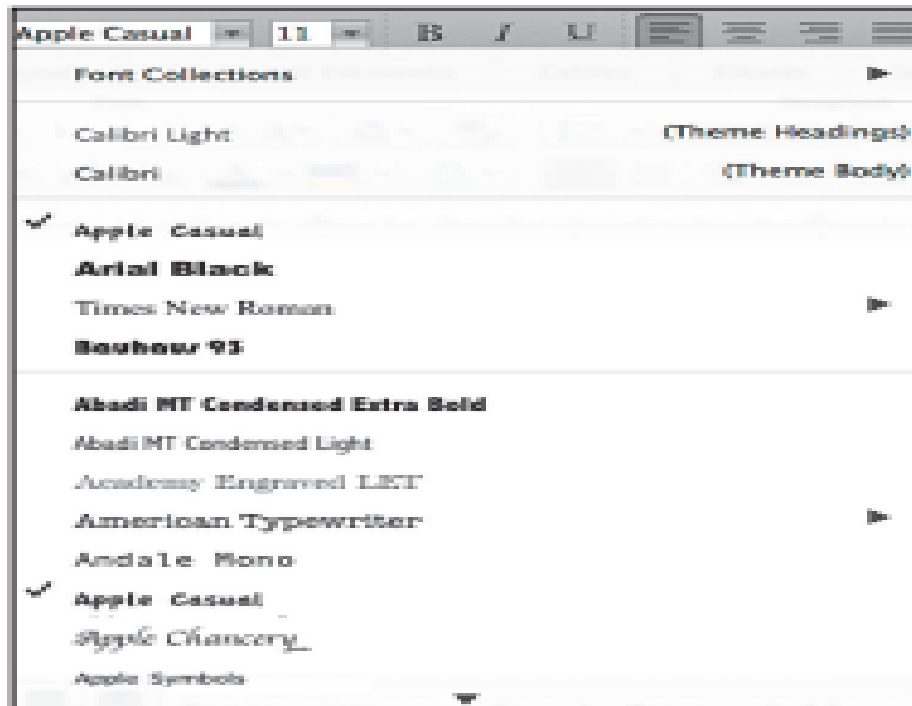 Apple Casual 11 B I U
Font Collections
Calibri Light (Theme Headings)
Calibri (Theme Body)
Apple Casual
Arial Black
Times New Roman
Bauhaus 93
Abadi MT Condensed Extra Bold
Abadi MT Condensed Light
Academy Engraved LET
American Typewriter
Andale Mono
Apple Casual
Apple Chancery
Apple Symbols